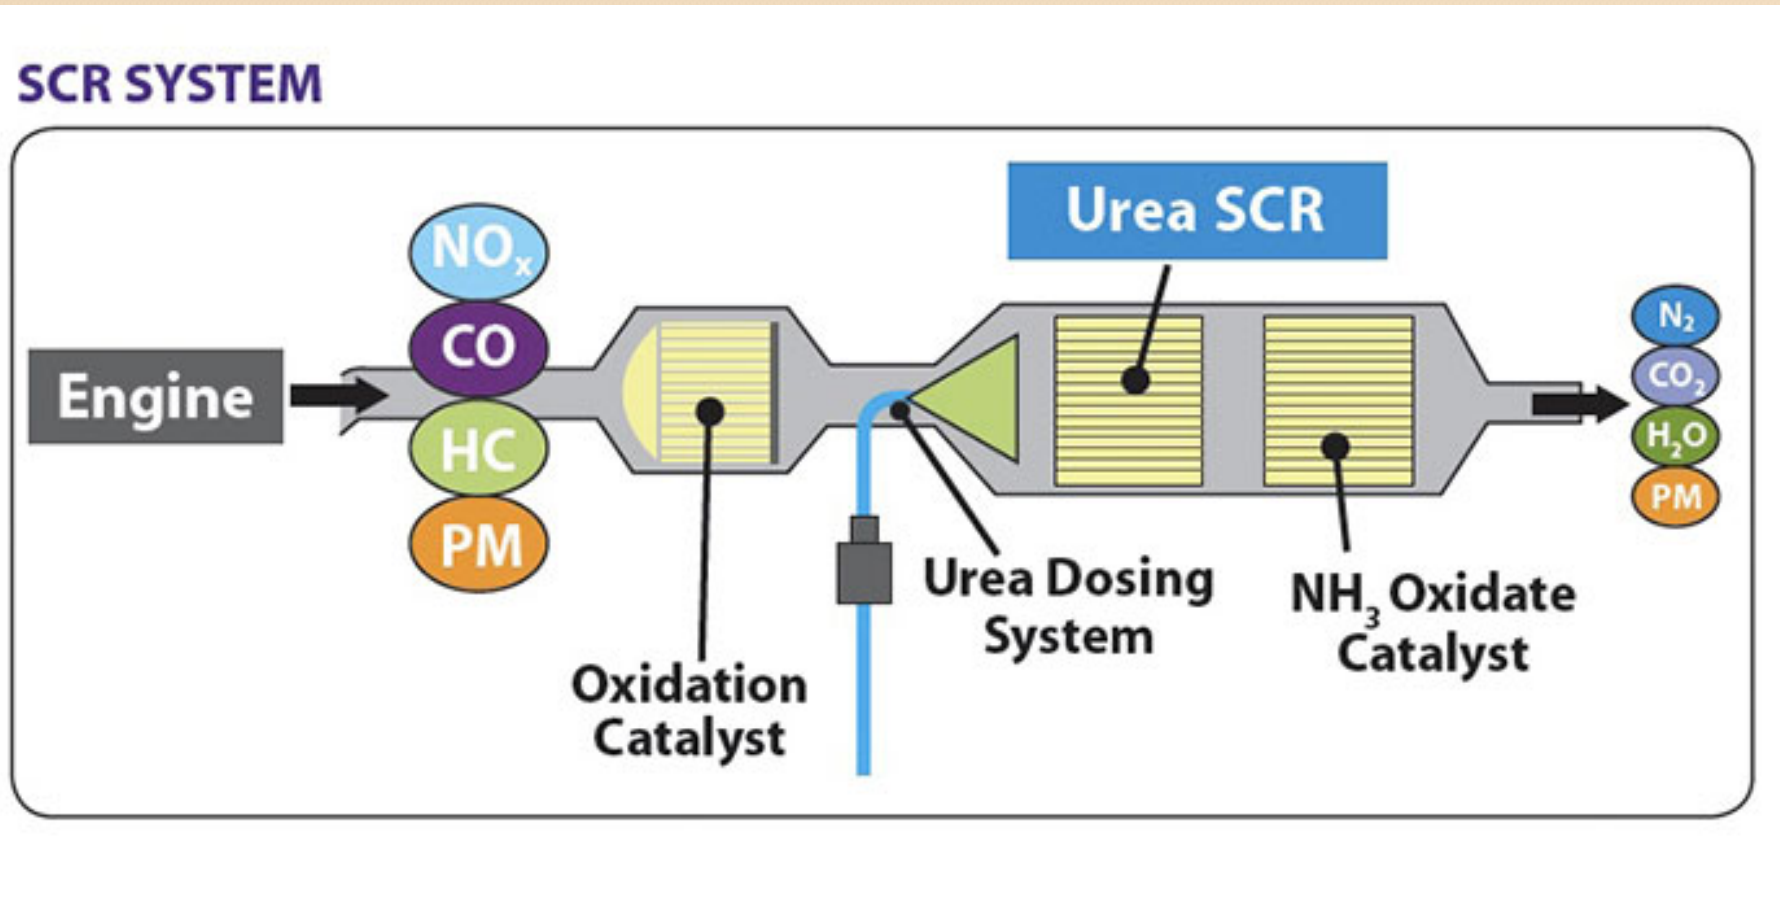 SCR SYSTEM
Urea SCR
NOx
CO
HC
PM
Engine
N2
CO2
H2O
PM
Urea Dosing
System
NH3 Oxidate
Catalyst
Oxidation
Catalyst